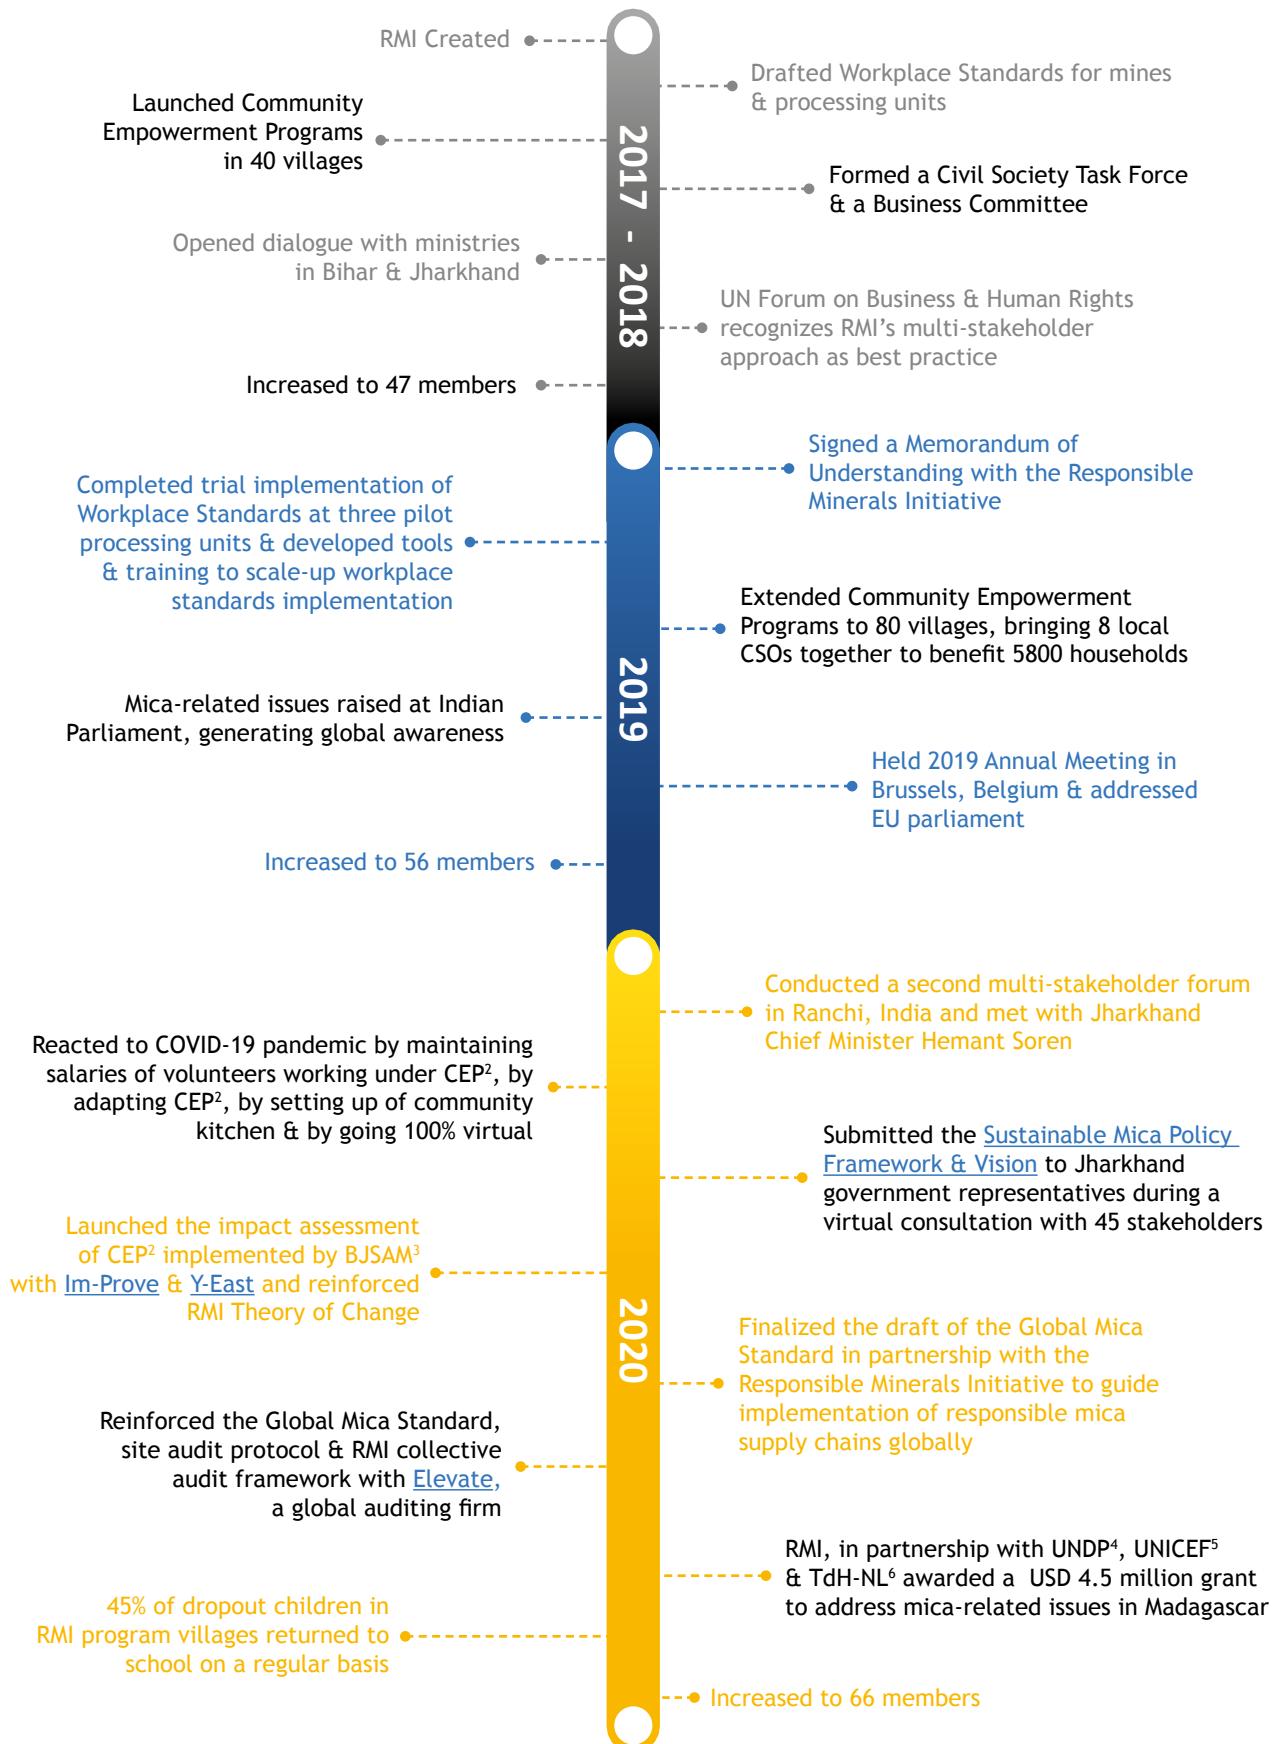 RMI Created
Drafted Workplace Standards for mines
& processing units
Launched Community
Empowerment Programs
in 40 villages
2017 - 2018
Formed a Civil Society Task Force
& a Business Committee
Opened dialogue with ministries
in Bihar & Jharkhand
UN Forum on Business & Human Rights
recognizes RMI’s multi-stakeholder
approach as best practice
Increased to 47 members
Signed a Memorandum of
Understanding with the Responsible
Minerals Initiative
Completed trial implementation of
Workplace Standards at three pilot
processing units & developed tools
& training to scale-up workplace
standards implementation
Extended Community Empowerment
Programs to 80 villages, bringing 8 local
CSOs together to benefit 5800 households
2019
Mica-related issues raised at Indian
Parliament, generating global awareness
Held 2019 Annual Meeting in
Brussels, Belgium & addressed
EU parliament
Increased to 56 members
Conducted a second multi-stakeholder forum
in Ranchi, India and met with Jharkhand
Chief Minister Hemant Soren
Reacted to COVID-19 pandemic by maintaining
salaries of volunteers working under CEP², by
adapting CEP², by setting up of community
kitchen & by going 100% virtual
Submitted the Sustainable Mica Policy
Framework & Vision to Jharkhand
government representatives during a
virtual consultation with 45 stakeholders
Launched the impact assessment
of CEP² implemented by BJSAM³
with Im-Prove & Y-East and reinforced
RMI Theory of Change
2020
Finalized the draft of the Global Mica
Standard in partnership with the
Responsible Minerals Initiative to guide
implementation of responsible mica
supply chains globally
Reinforced the Global Mica Standard,
site audit protocol & RMI collective
audit framework with Elevate,
a global auditing firm
RMI, in partnership with UNDP⁴, UNICEF⁵
& TdH-NL⁶ awarded a USD 4.5 million grant
to address mica-related issues in Madagascar
45% of dropout children in
RMI program villages returned to
school on a regular basis
Increased to 66 members